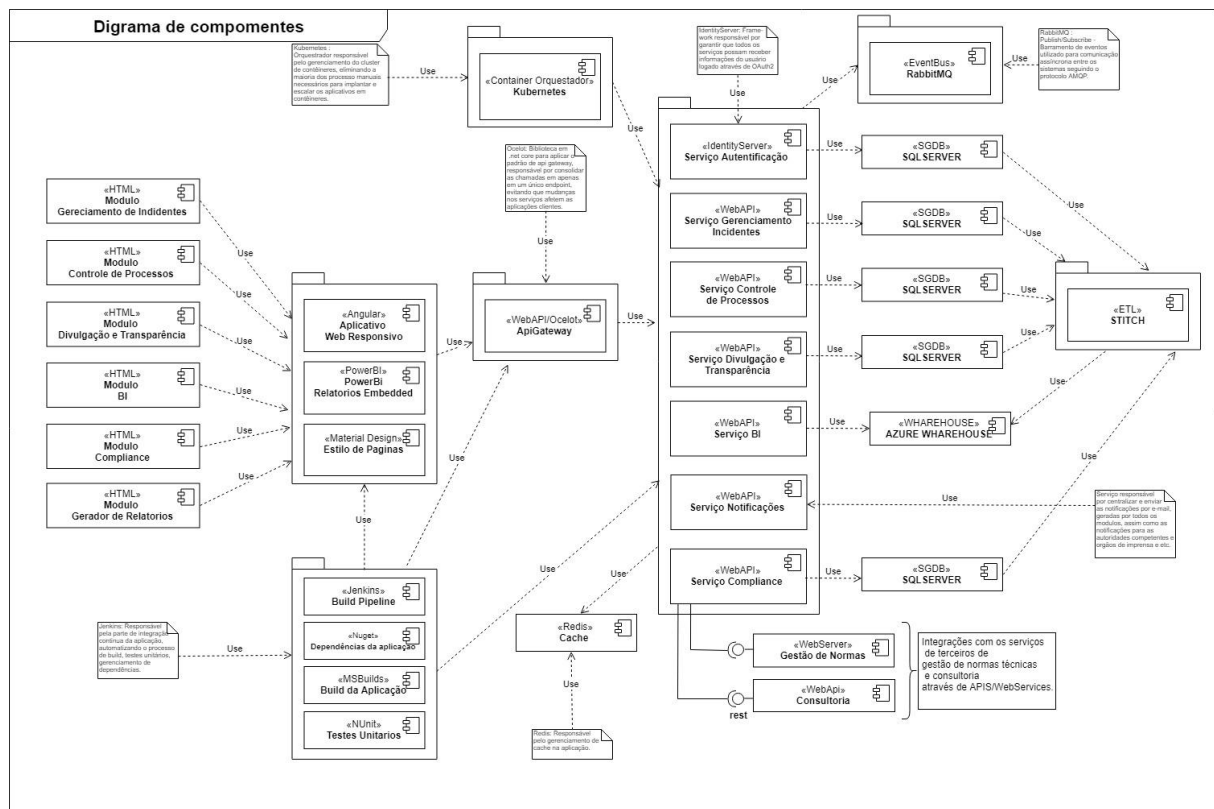 Digrama de compomentes
Kubernetes :
Orquestrador responsável
pelo gerenciamento do cluster
de contêineres, eliminando a
maioria dos processo manuais
necessários para implantar e
escalar os aplicativos em
contêineres.
Use
«Container Orquestador»
Kubernetes
Use
IdentityServer: Frame-
work responsável por
garantir que todos os
serviços possam receber
informações do usuário
logado através de OAuth2
Use
Use
«EventBus»
RabbitMQ
Use
RabbitMQ :
Publish/Subscribe -
Barramento de eventos
utilizado para comunicação
assíncrona entre os
sistemas seguindo o
protocolo AMQP.
Ocelot: Biblioteca em
.net core para aplicar o
padrão de api gateway,
responsável por consolidar
as chamadas em apenas
em um único endpoint,
evitando que mudanças
nos serviços afetem as
aplicações clientes.
Use
«HTML»
Modulo
Gereciamento de Indidentes
Use
«HTML»
Modulo
Controle de Processos
Use
«HTML»
Modulo
Divulgação e Transparência
Use
«HTML»
Modulo
BI
Use
«HTML»
Modulo
Compliance
Use
«HTML»
Modulo
Gerador de Relatorios
Use
«Angular»
Aplicativo
Web Responsivo
«PowerBI»
PowerBi
Relatorios Embedded
«Material Design»
Estilo de Paginas
Use
«WebAPI/Ocelot»
ApiGateway
Use
Use
Use
«IdentityServer»
Serviço Autentificação
Use
«SGDB»
SQLSERVER
Use
«WebAPI»
Serviço Gerenciamento
Incidentes
Use
«SGDB»
SQLSERVER
Use
«WebAPI»
Serviço Controle
de Processos
Use
«SGDB»
SQLSERVER
Use
«WebAPI»
Serviço Divulgação e
Transparência
Use
«SGDB»
SQLSERVER
Use
«ETL»
STITCH
«WebAPI»
Serviço BI
Use
«WHAREHOUSE»
AZURE WHAREHOUSE
Use
«WebAPI»
Serviço Notificações
Use
Use
Serviço responsável
por centralizar e enviar
as notificações por e-mail,
geradas por todos os
modulos, assim como as
notificações para as
autoridades competentes e
orgãos de imprensa e etc.
«WebAPI»
Serviço Compliance
Use
«SGDB»
SQLSERVER
Use
Use
«Jenkins»
Build Pipeline
«Nuget»
Dependências da aplicação
«MSBuilds»
Build da Aplicação
«NUnit»
Testes Unitarios
Jenkins: Responsável
pela parte de integração
contínua da aplicação,
automalizando o processo
de build, testes unitários,
gerenciamento de
dependências.
Use
Use
«Redis»
Cache
Use
Redis: Responsável
pelo gerenciamento de
cache na aplicação.
«WebServer»
Gestão de Normas
«WebApi»
Consultoria
rest
Integrações com os serviços
de terceiros de
gestão de normas técnicas
e consultoria
através de APIS/WebServices.